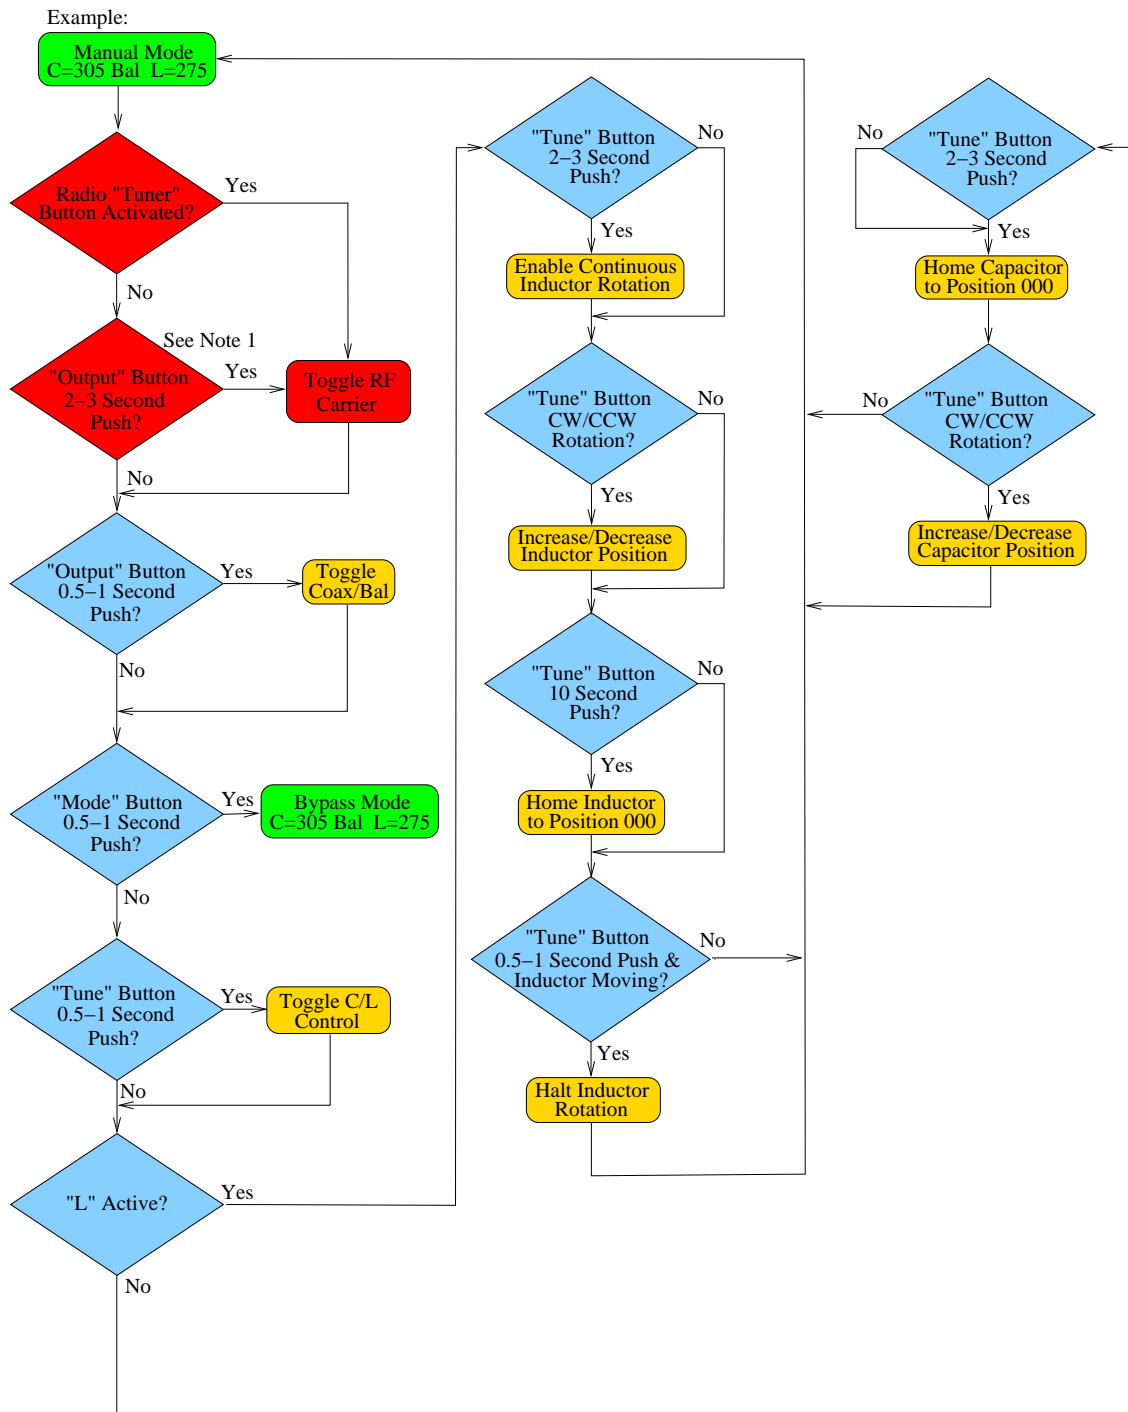 Example:
Manual Mode
C=305 Bal L=275
Radio "Tuner"
Button Activated?
Yes
No
See Note 1
"Output" Button
2–3 Second
Push?
Yes
Toggle RF
Carrier
No
"Output" Button
0.5–1 Second
Push?
Yes
Toggle
Coax/Bal
No
"Mode" Button
0.5–1 Second
Push?
Yes
Bypass Mode
C=305 Bal L=275
No
"Tune" Button
0.5–1 Second
Push?
Yes
Toggle C/L
Control
No
"L" Active?
Yes
No
"Tune" Button
2–3 Second
Push?
No
Yes
Enable Continuous
Inductor Rotation
"Tune" Button
CW/CCW
Rotation?
No
Yes
Increase/Decrease
Inductor Position
"Tune" Button
10 Second
Push?
No
Yes
Home Inductor
to Position 000
"Tune" Button
0.5–1 Second Push &
Inductor Moving?
No
Yes
Halt Inductor
Rotation
No
"Tune" Button
2–3 Second
Push?
Yes
Home Capacitor
to Position 000
No
"Tune" Button
CW/CCW
Rotation?
Yes
Increase/Decrease
Capacitor Position